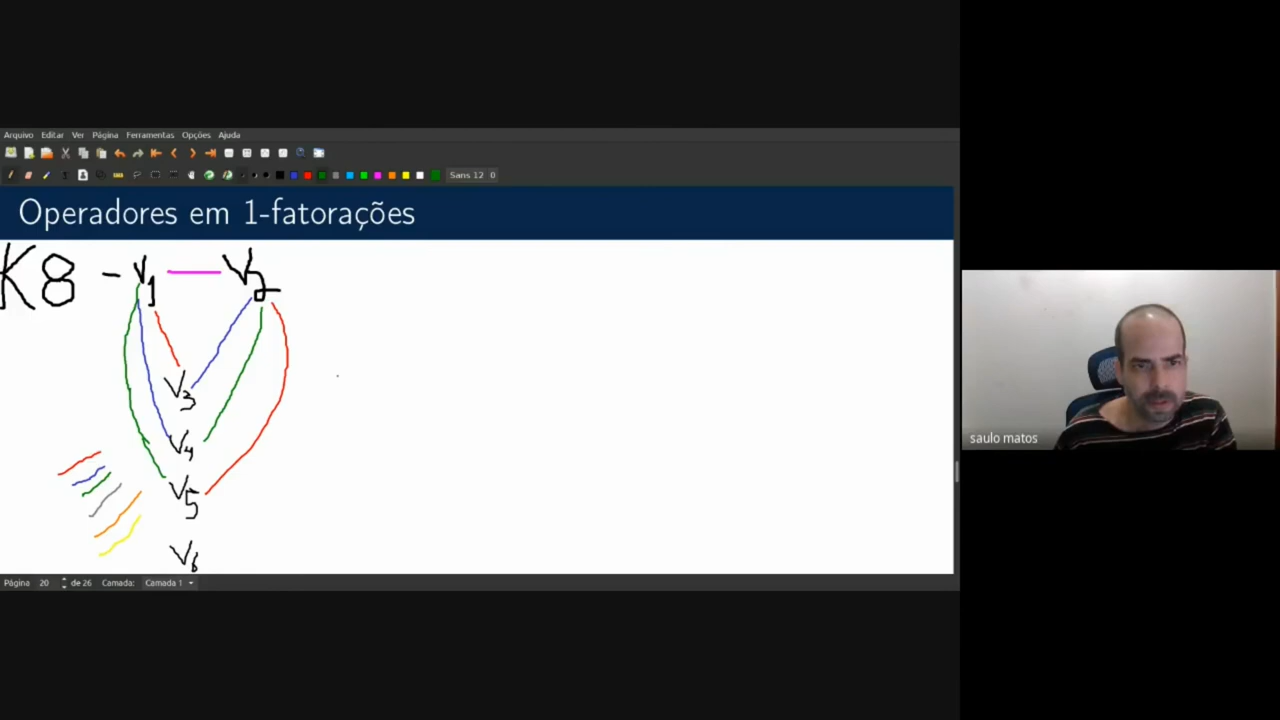 Arquivo Editar Ver Página Ferramentas Opções Ajuda
Sans 12 0
Operadores em 1-fatorações
K8 - V1 V2
V3
V4
V5
V6
saulo matos
Página 20 de 26 Camada: Camada 1